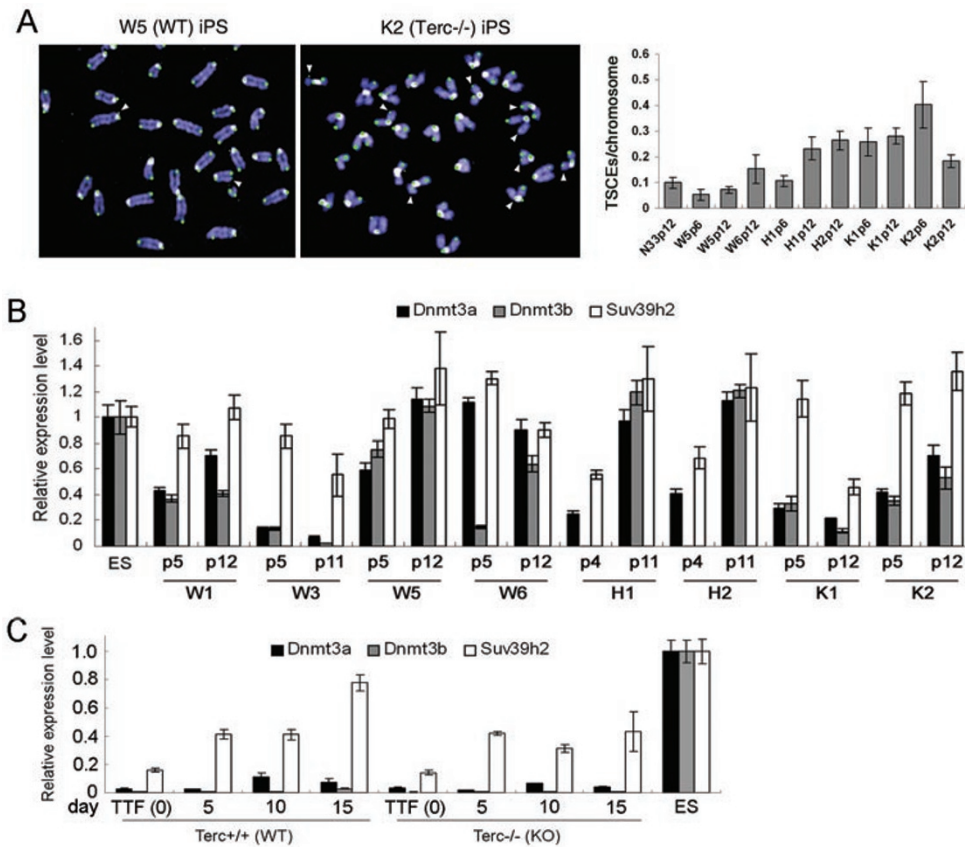 A
W5 (WT) iPS
K2 (Terc-/-) iPS
TSCEs/chromosome
0.6
0.5
0.4
0.3
0.2
0.1
0
N33p12
W5p6
W5p12
W6p12
H1p6
H1p12
H2p12
K1p6
K1p12
K2p6
K2p12
B
Dnmt3a Dnmt3b Suv39h2
Relative expression level
1.6
1.4
1.2
1
0.8
0.6
0.4
0.2
0
ES p5 p12 p5 p11 p5 p12 p5 p12 p4 p11 p4 p11 p5 p12 p5 p12
W1 W3 W5 W6 H1 H2 K1 K2
C
Dnmt3a Dnmt3b Suv39h2
Relative expression level
1.0
0.8
0.6
0.4
0.2
0
day TTF (0) 5 10 15 TTF (0) 5 10 15 ES
Terc+/+ (WT) Terc-/- (KO)